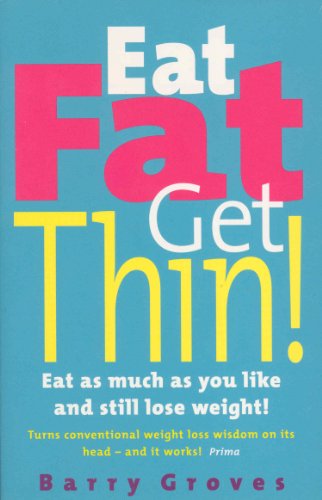 Eat
Fat
Get
Thin!
Eat as much as you like
and still lose weight!
Turns conventional weight loss wisdom on its
head – and it works! Prima
Barry Groves